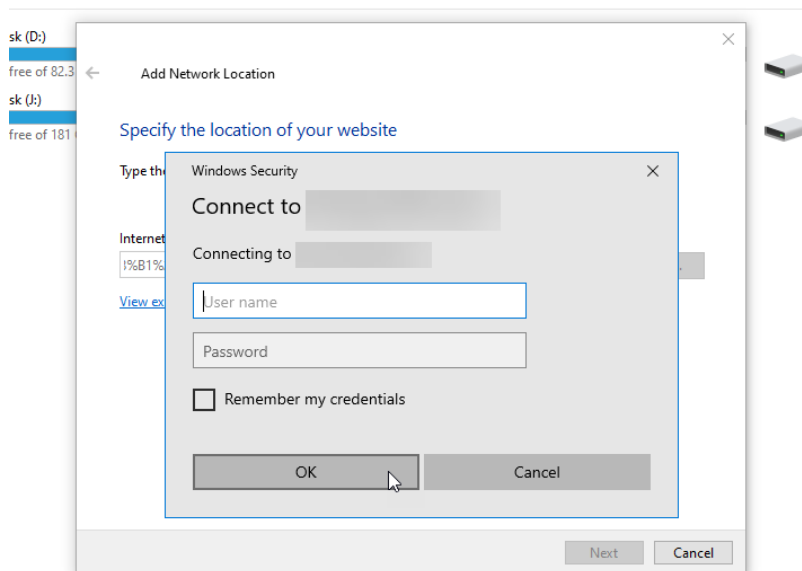 sk (D:)
free of 82.3
sk (J:)
free of 181
Add Network Location
Specify the location of your website
Type the
Internet
%B1%
View ex
Windows Security
Connect to
Connecting to
User name
Password
Remember my credentials
OK
Cancel
Next
Cancel